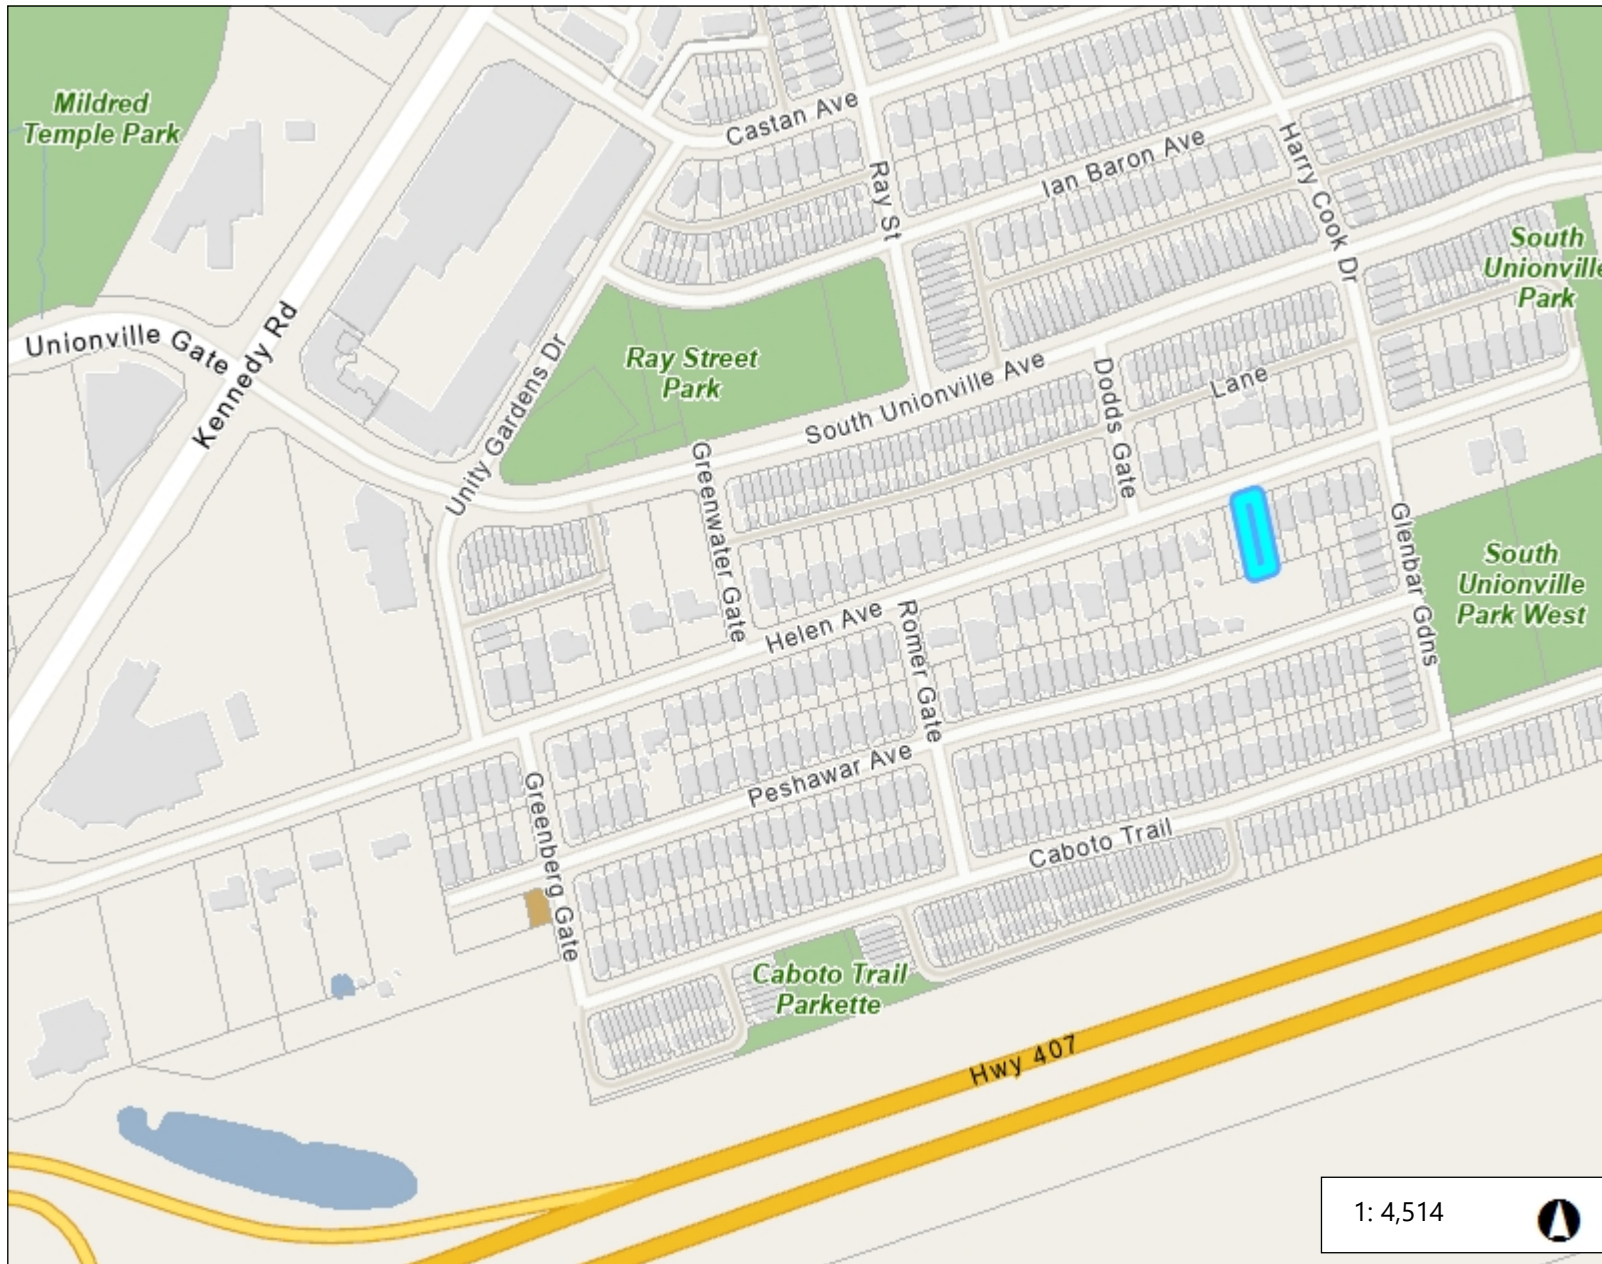 Mildred
Temple Park
Castan Ave
Ray St
Ian Baron Ave
Harry Cook Dr
South
Unionville
Park
Unionville Gate
Kennedy Rd
Unity Gardens Dr
Ray Street
Park
South Unionville Ave
Dodds Gate
Lane
Greenwater Gate
Glenbar Gdns
South
Unionville
Park West
Helen Ave
Romer Gate
Peshawar Ave
Greenberg Gate
Caboto Trail
Caboto Trail
Parkette
Hwy 407
1: 4,514